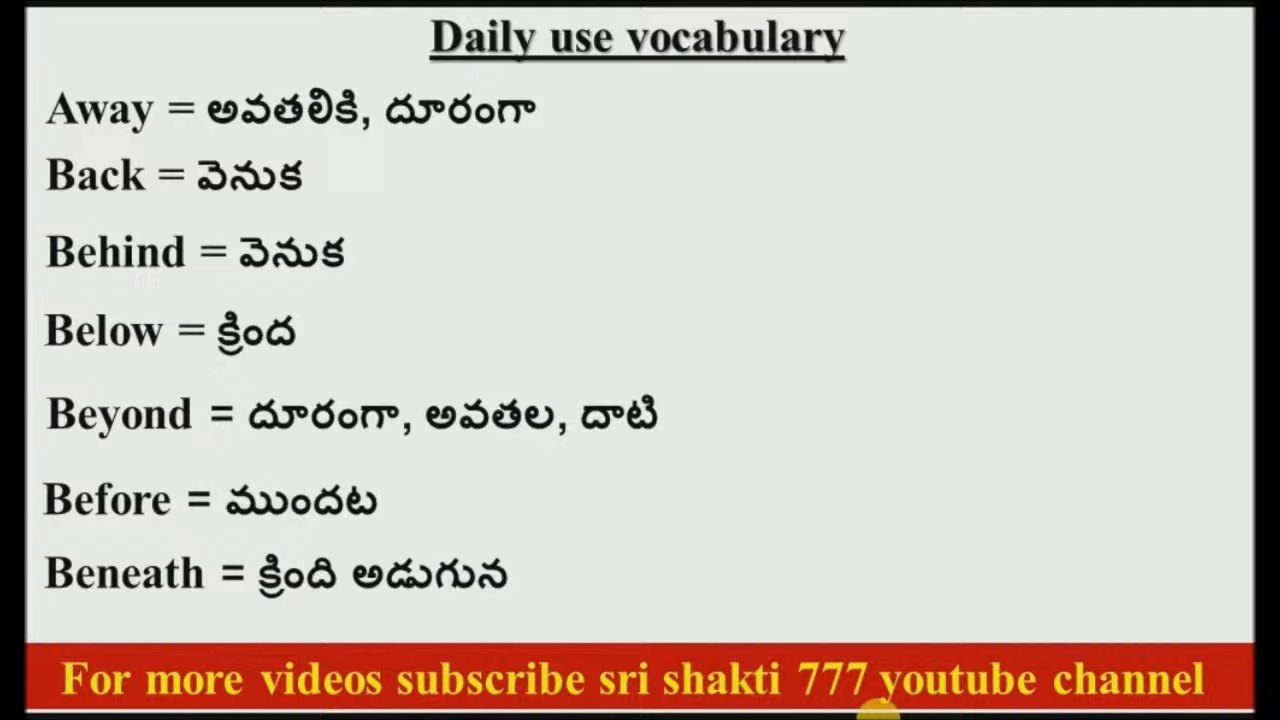 Daily use vocabulary
Away = అవతలికి, దూరంగా
Back = వెనుక
Behind = వెనుక
Below = క్రింద
Beyond = దూరంగా, అవతల, దాటి
Before = ముందట
Beneath = క్రింది అడుగున
For more videos subscribe sri shakti 777 youtube channel